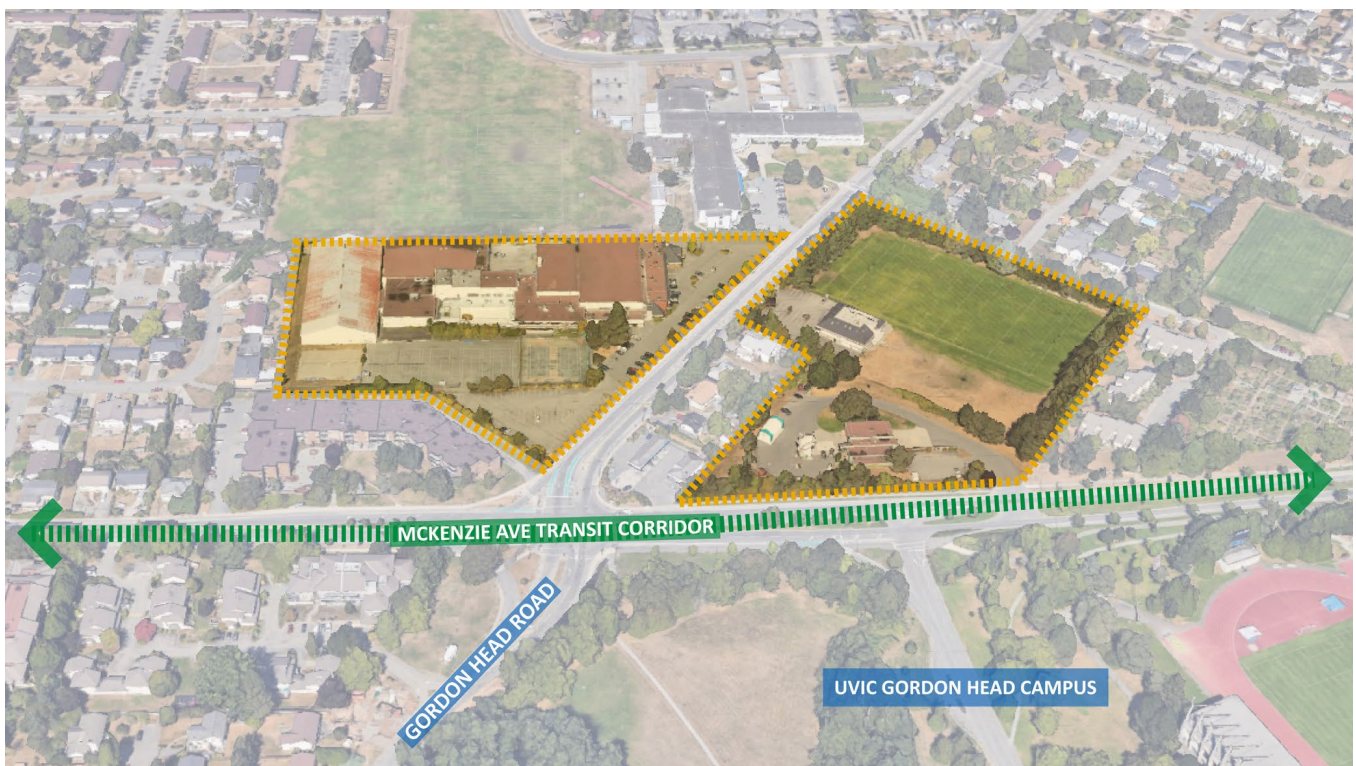 MCKENZIE AVE TRANSIT CORRIDOR
GORDON HEAD ROAD
UVIC GORDON HEAD CAMPUS